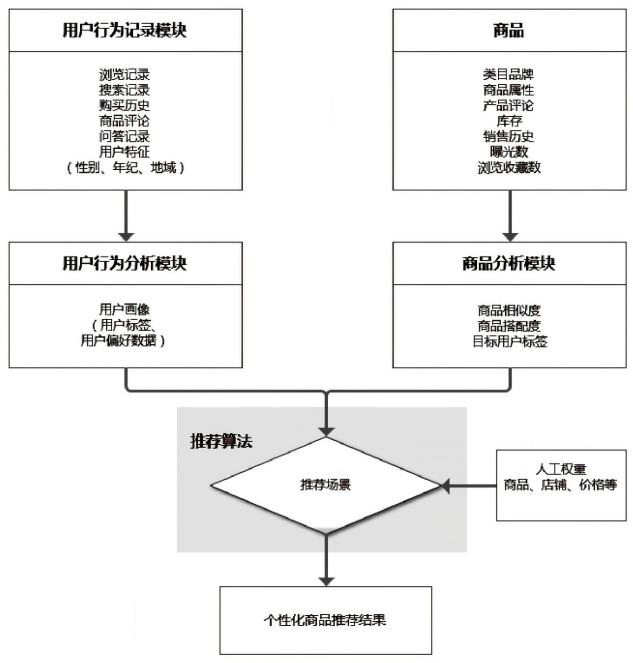 用户行为记录模块
浏览记录
搜素记录
购买历史
商品评论
问答记录
用户特征
（性别、年纪、地域）
商品
类目品牌
商品属性
产品评论
库存
销售历史
曝光数
浏览收藏数
用户行为分析模块
用户画像
（用户标签、
用户偏好数据）
商品分析模块
商品相似度
商品搭配度
目标用户标签
推荐算法
推荐场景
人工权量
商品、店铺、价格等
个性化商品推荐结果